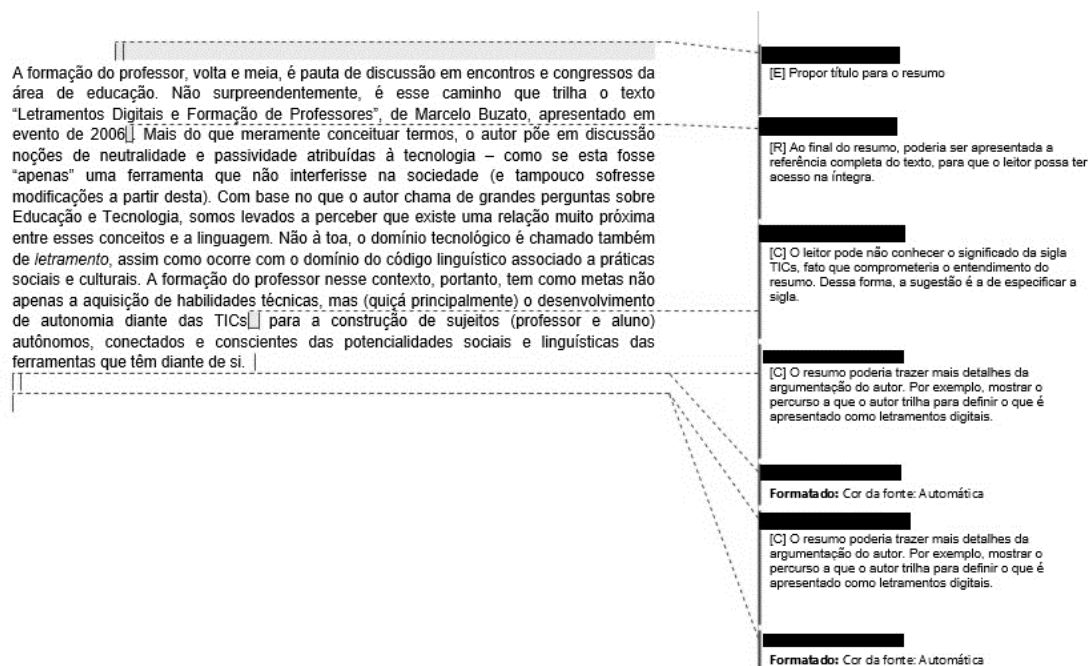 A formação do professor, volta e meia, é pauta de discussão em encontros e congressos da
área de educação. Não surpreendentemente, é esse caminho que trilha o texto
“Letramentos Digitais e Formação de Professores”, de Marcelo Buzato, apresentado em
evento de 2006. Mais do que meramente conceituar termos, o autor põe em discussão
noções de neutralidade e passividade atribuídas à tecnologia – como se esta fosse
“apenas” uma ferramenta que não interferisse na sociedade (e tampouco sofresse
modificações a partir desta). Com base no que o autor chama de grandes perguntas sobre
Educação e Tecnologia, somos levados a perceber que existe uma relação muito próxima
entre esses conceitos e a linguagem. Não à toa, o domínio tecnológico é chamado também
de letramento, assim como ocorre com o domínio do código linguístico associado a práticas
sociais e culturais. A formação do professor nesse contexto, portanto, tem como metas não
apenas a aquisição de habilidades técnicas, mas (quiçá principalmente) o desenvolvimento
de autonomia diante das TICs para a construção de sujeitos (professor e aluno)
autônomos, conectados e conscientes das potencialidades sociais e linguísticas das
ferramentas que têm diante de si.
[E] Propor título para o resumo
[R] Ao final do resumo, poderia ser apresentada a
referência completa do texto, para que o leitor possa ter
acesso na íntegra.
[C] O leitor pode não conhecer o significado da sigla
TICs, fato que comprometeria o entendimento do
resumo. Dessa forma, a sugestão é a de especificar a
sigla.
[C] O resumo poderia trazer mais detalhes da
argumentação do autor. Por exemplo, mostrar o
percurso a que o autor trilha para definir o que é
apresentado como letramentos digitais.
Formatado: Cor da fonte: Automática
[C] O resumo poderia trazer mais detalhes da
argumentação do autor. Por exemplo, mostrar o
percurso a que o autor trilha para definir o que é
apresentado como letramentos digitais.
Formatado: Cor da fonte: Automática